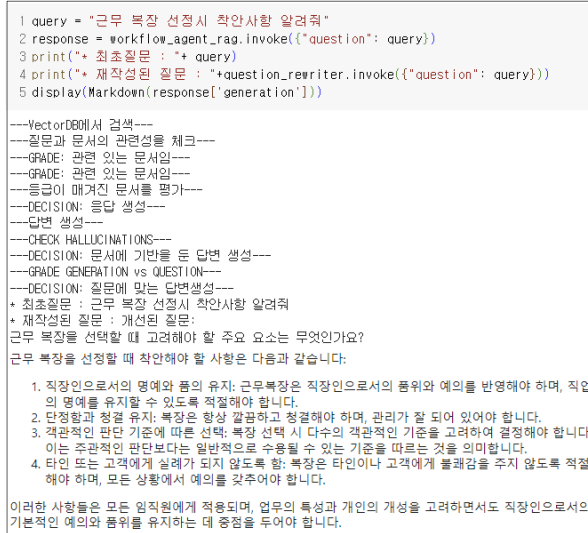 1 query = "근무 복장 선정시 착안사항 알려줘"
2 response = workflow_agent_rag.invoke({"question": query})
3 print("* 최초질문 : "+ query)
4 print("* 재작성된 질문 : "+question_rewriter.invoke({"question": query}))
5 display(Markdown(response['generation']))
---VectorDB에서 검색---
---질문과 문서의 관련성을 체크---
---GRADE: 관련 있는 문서임---
---GRADE: 관련 있는 문서임---
---등급이 매겨진 문서를 평가---
---DECISION: 응답 생성---
---답변 생성---
---CHECK HALLUCINATIONS---
---DECISION: 문서에 기반을 둔 답변 생성---
---GRADE GENERATION vs QUESTION---
---DECISION: 질문에 맞는 답변생성---
* 최초질문 : 근무 복장 선정시 착안사항 알려줘
* 재작성된 질문 : 개선된 질문:
근무 복장을 선택할 때 고려해야 할 주요 요소는 무엇인가요?
근무 복장을 선정할 때 착안해야 할 사항은 다음과 같습니다:
1. 직장인으로서의 명예와 품의 유지: 근무복장은 직장인으로서의 품위와 예의를 반영해야 하며, 직업
의 명예를 유지할 수 있도록 적절해야 합니다.
2. 단정함과 청결 유지: 복장은 항상 깔끔하고 청결해야 하며, 관리가 잘 되어 있어야 합니다.
3. 객관적인 판단 기준에 따른 선택: 복장 선택 시 다수의 객관적인 기준을 고려하여 결정해야 합니다
이는 주관적인 판단보다는 일반적으로 수용될 수 있는 기준을 따르는 것을 의미합니다.
4. 타인 또는 고객에게 실례가 되지 않도록 함: 복장은 타인이나 고객에게 불쾌감을 주지 않도록 적절
해야 하며, 모든 상황에서 예의를 갖추어야 합니다.
이러한 사항들은 모든 임직원에게 적용되며, 업무의 특성과 개인의 개성을 고려하면서도 직장인으로서의
기본적인 예의와 품위를 유지하는 데 중점을 두어야 합니다.